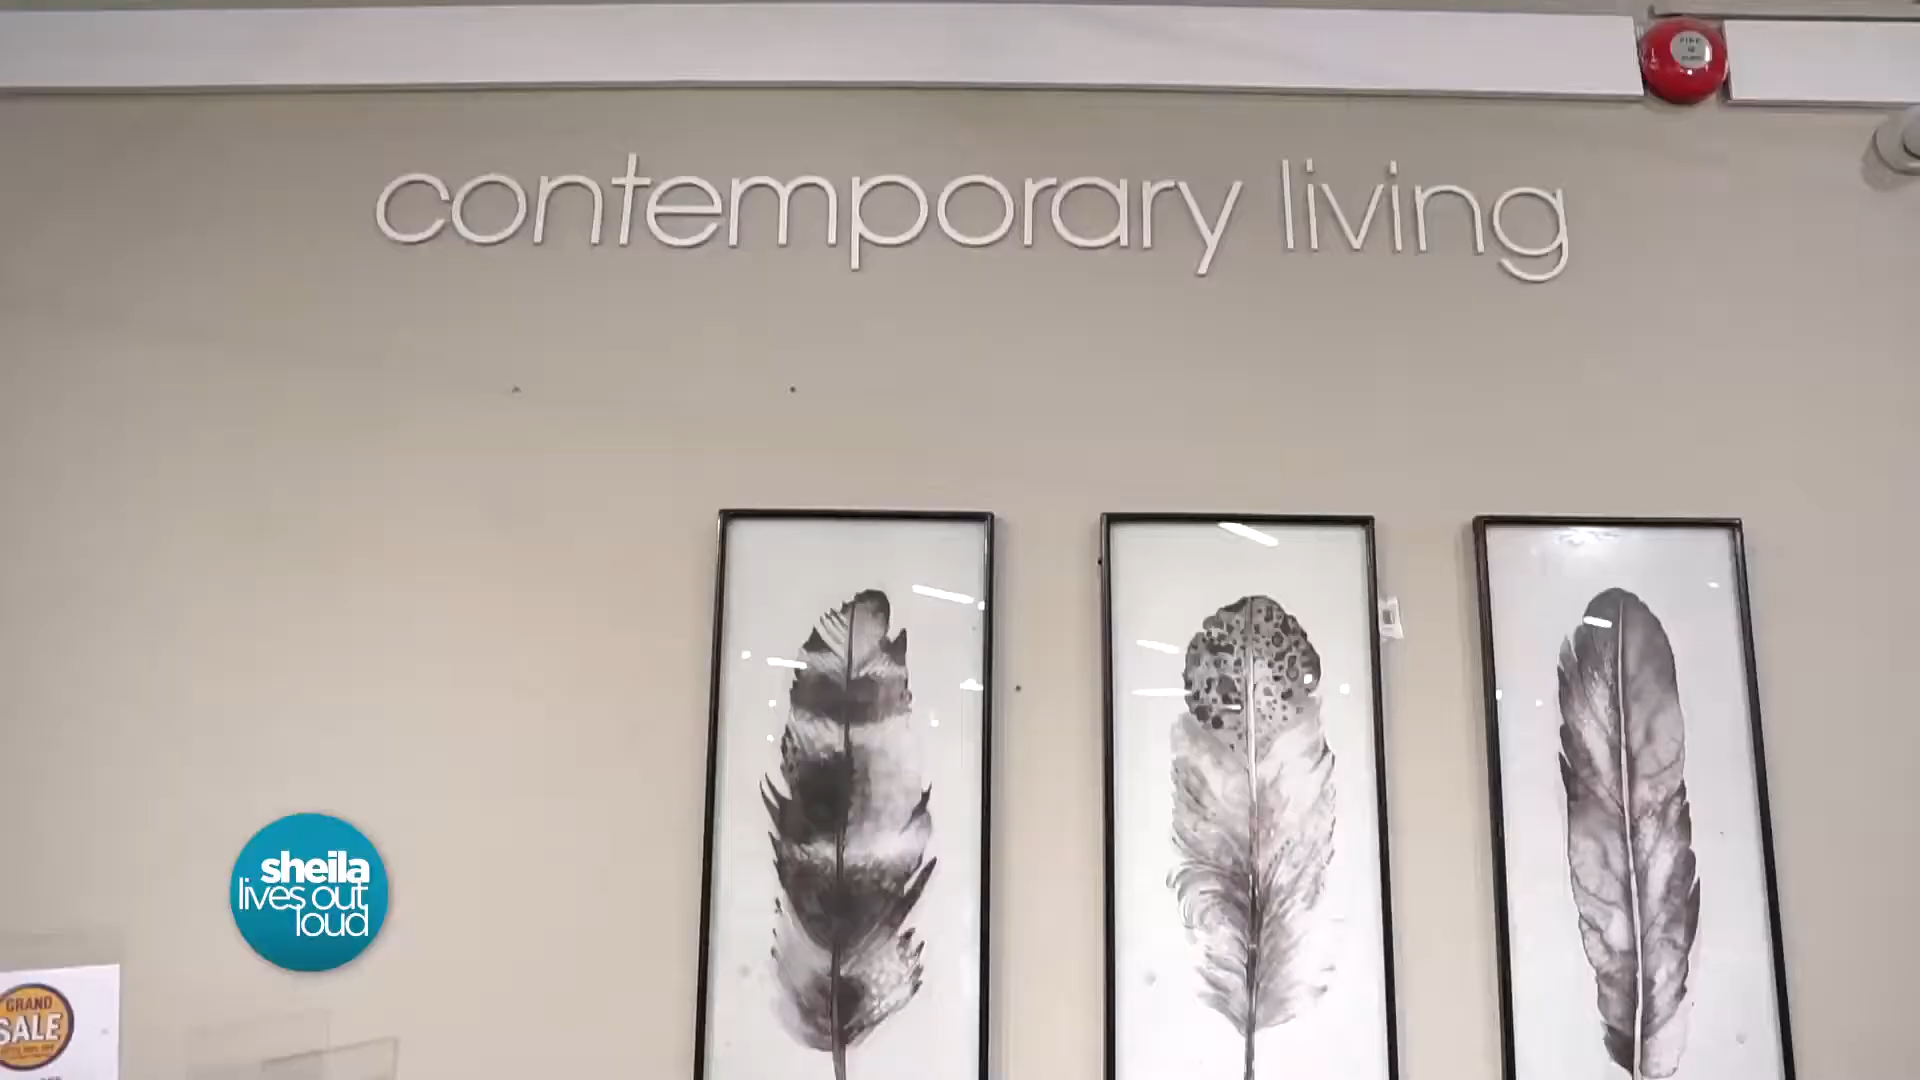 contemporary living
sheila
lives out
loud
GRAND
SALE